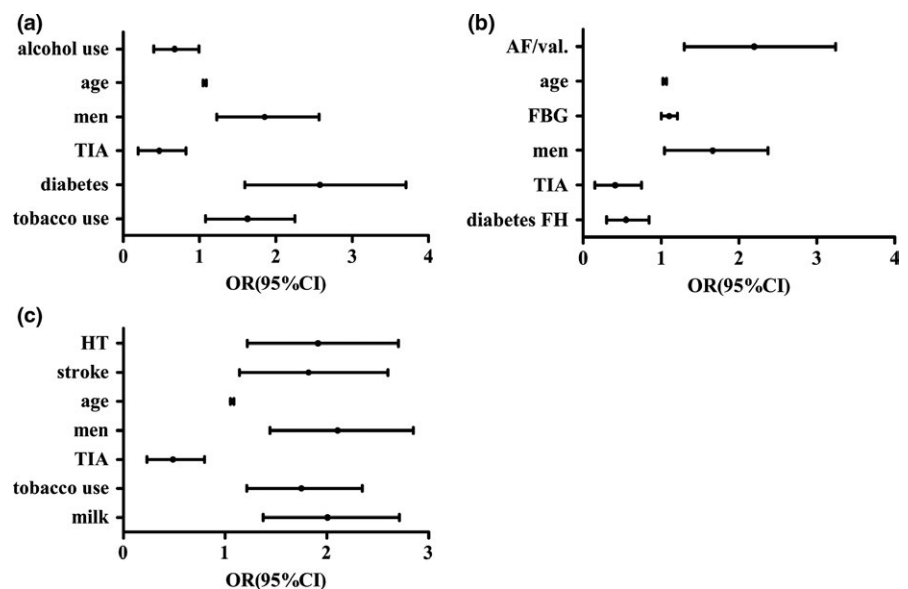 (a)
alcohol use
age
men
TIA
diabetes
tobacco use
0 1 2 3 4
OR(95%CI)
(b)
AF/val.
age
FBG
men
TIA
diabetes FH
0 1 2 3 4
OR(95%CI)
(c)
HT
stroke
age
men
TIA
tobacco use
milk
0 1 2 3
OR(95%CI)